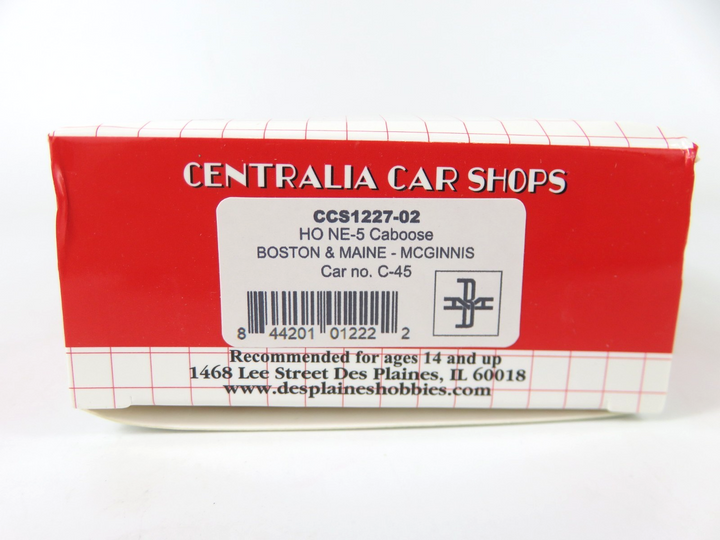 CENTRALIA CAR SHOPS
CCS1227-02
HO NE-5 Caboose
BOSTON & MAINE - MCGINNIS
Car no. C-45
8 44201 01222 2
Recommended for ages 14 and up
1468 Lee Street Des Plaines, IL 60018
www.desplaineshobbies.com